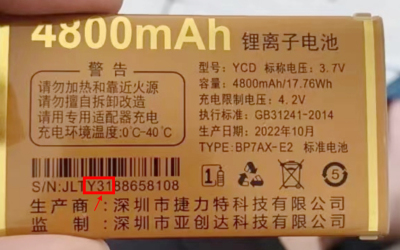 4800mAh 锂离子电池
警告
请勿加热和靠近火源
请勿擅自拆卸改造
请用专用适配器充电
充电环境温度:0℃-40℃
型号:YCD 标称电压:3.7V
容量:4800mAh/17.76Wh
充电限制电压:4.2V
执行标准:GB31241-2014
生产日期:2022年10月
TYPE:BP7AX-E2 标准电池
S/N:JLTY3188658108
生产商:深圳市捷力特科技有限公司
监制:深圳市亚创达科技有限公司